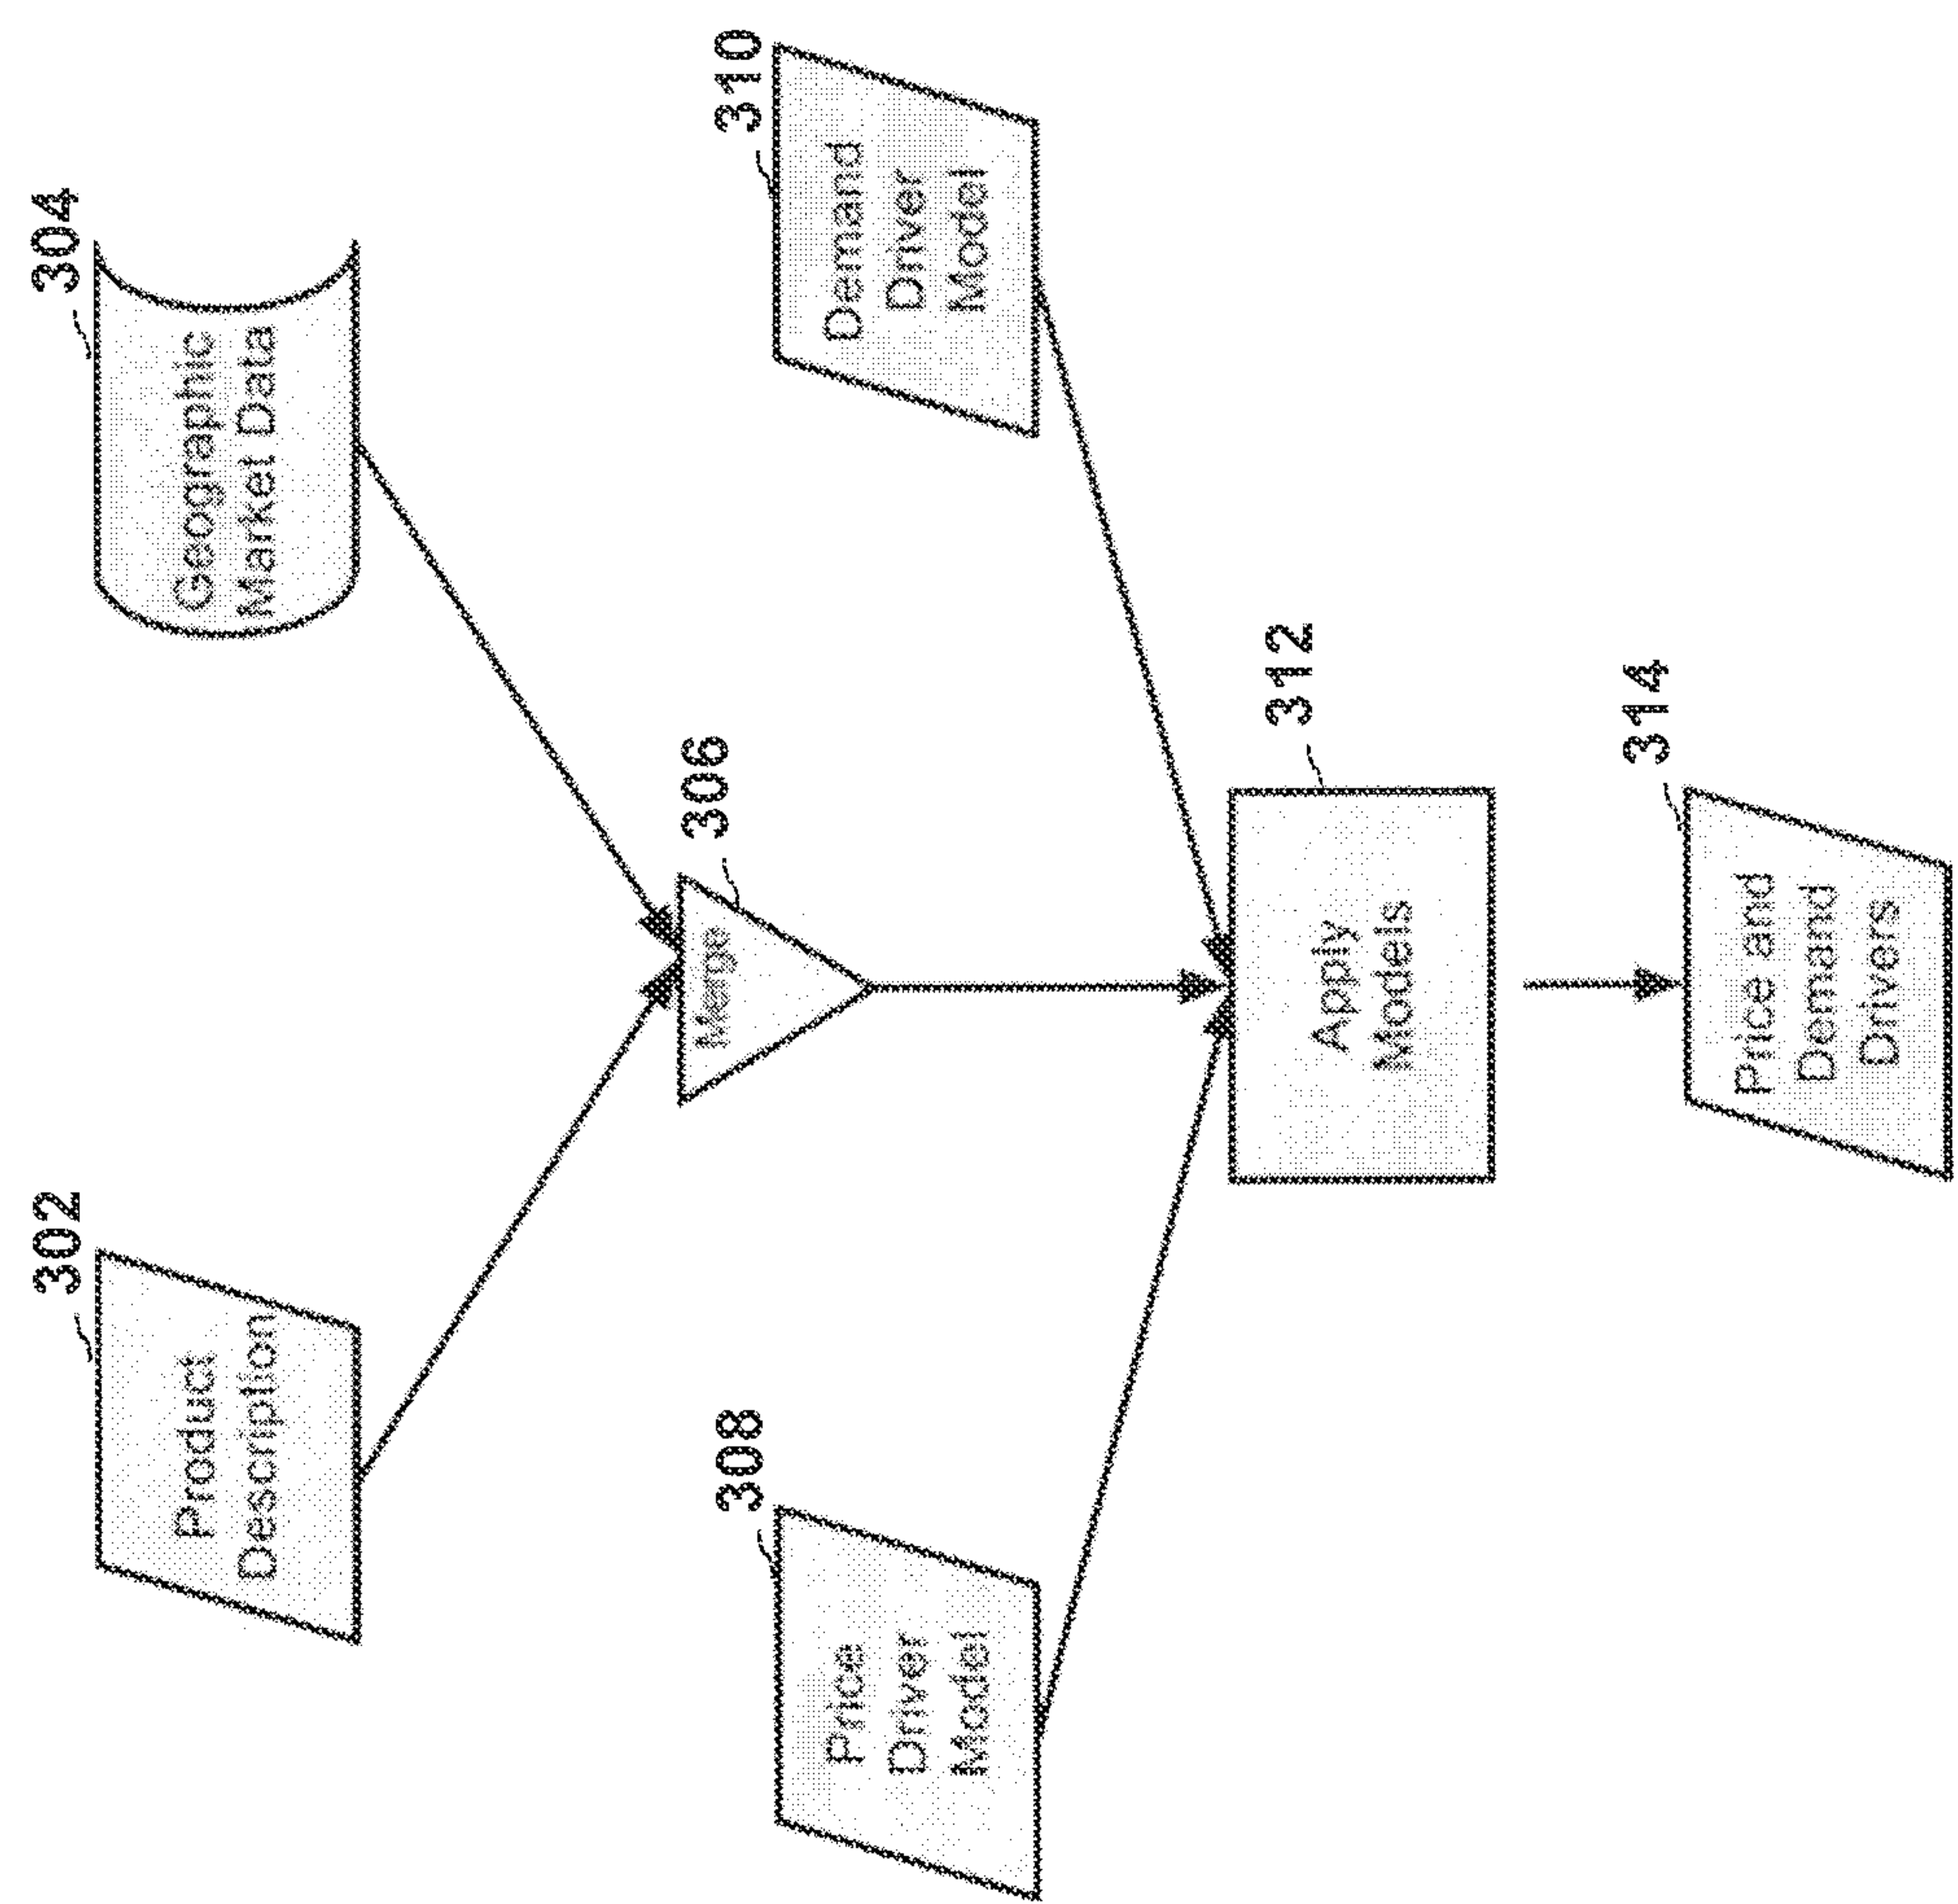 302
Product
Description
304
Geographic
Market Data
306
Merge
308
Price
Driver
Model
310
Demand
Driver
Model
312
Apply
Models
314
Price and
Demand
Drivers